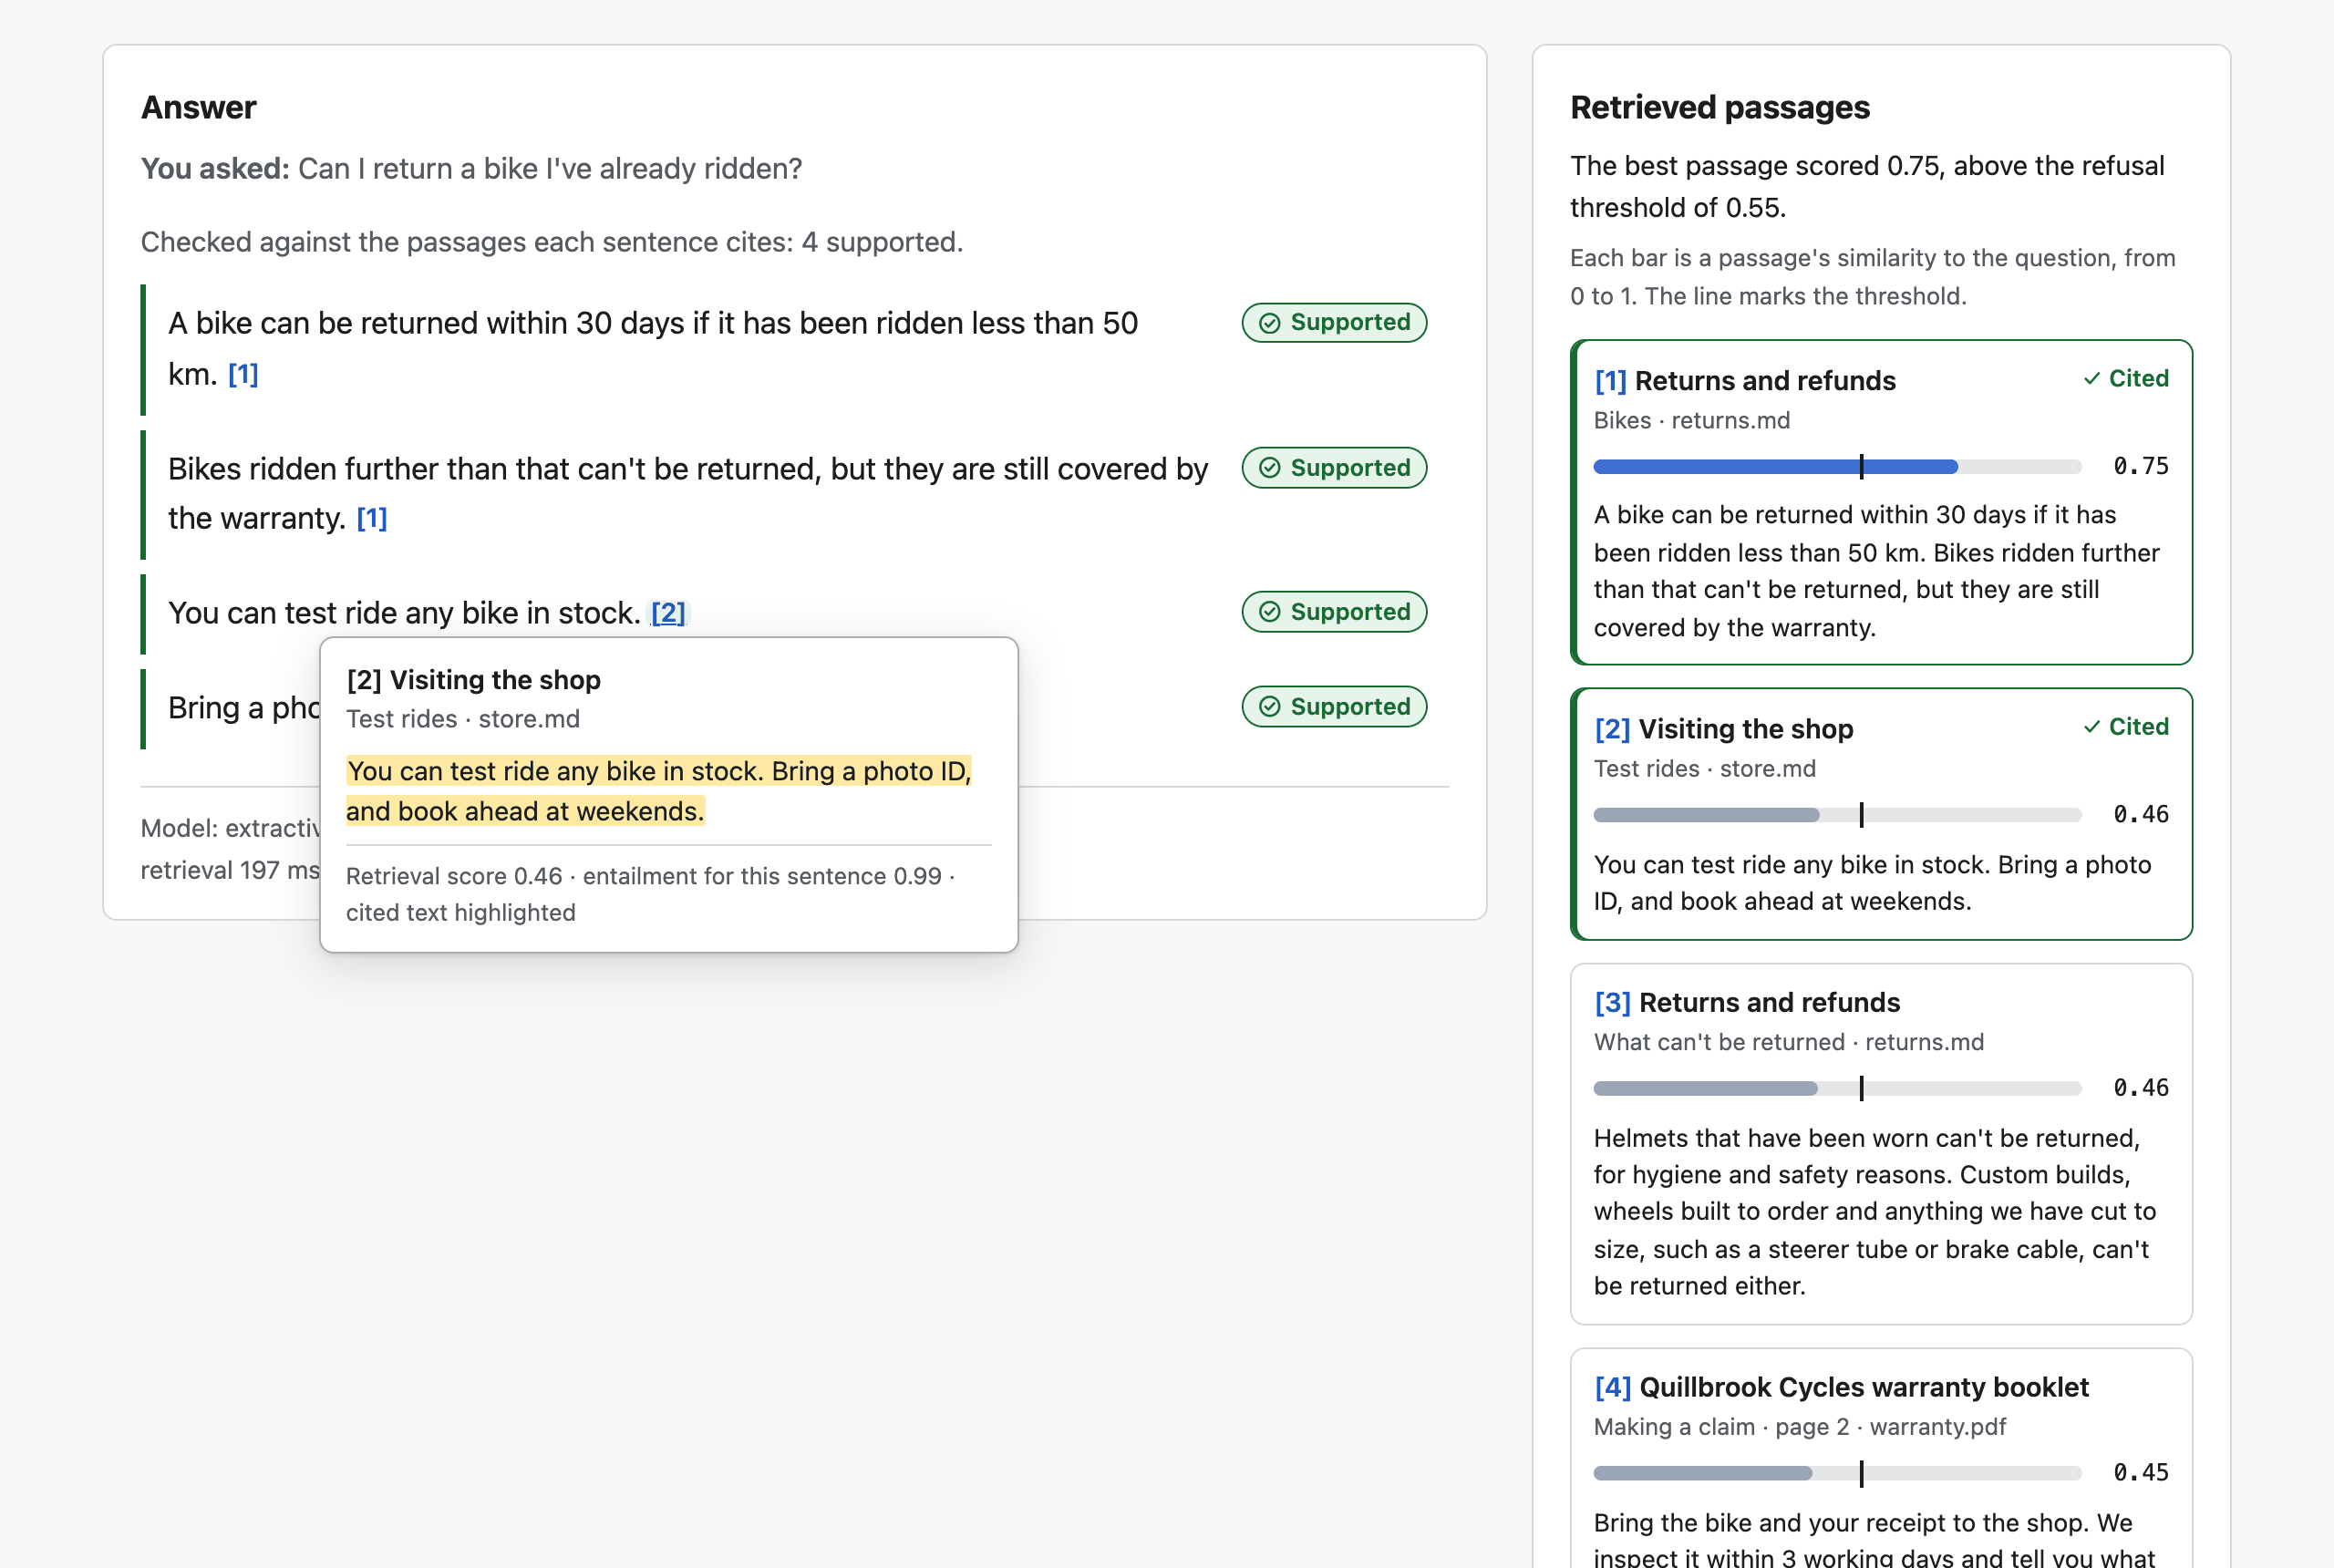 Answer
You asked: Can I return a bike I've already ridden?
Checked against the passages each sentence cites: 4 supported.
A bike can be returned within 30 days if it has been ridden less than 50
km. [1]
Supported
Bikes ridden further than that can't be returned, but they are still covered by
the warranty. [1]
Supported
You can test ride any bike in stock. [2]
Supported
Bring a pho
Supported
[2] Visiting the shop
Test rides · store.md
You can test ride any bike in stock. Bring a photo ID,
and book ahead at weekends.
Retrieval score 0.46 · entailment for this sentence 0.99 ·
cited text highlighted
Model: extractiv
retrieval 197 ms
Retrieved passages
The best passage scored 0.75, above the refusal
threshold of 0.55.
Each bar is a passage's similarity to the question, from
0 to 1. The line marks the threshold.
[1] Returns and refunds
Cited
Bikes · returns.md
0.75
A bike can be returned within 30 days if it has
been ridden less than 50 km. Bikes ridden further
than that can't be returned, but they are still
covered by the warranty.
[2] Visiting the shop
Cited
Test rides · store.md
0.46
You can test ride any bike in stock. Bring a photo
ID, and book ahead at weekends.
[3] Returns and refunds
What can't be returned · returns.md
0.46
Helmets that have been worn can't be returned,
for hygiene and safety reasons. Custom builds,
wheels built to order and anything we have cut to
size, such as a steerer tube or brake cable, can't
be returned either.
[4] Quillbrook Cycles warranty booklet
Making a claim · page 2 · warranty.pdf
0.45
Bring the bike and your receipt to the shop. We
inspect it within 3 working days and tell you what